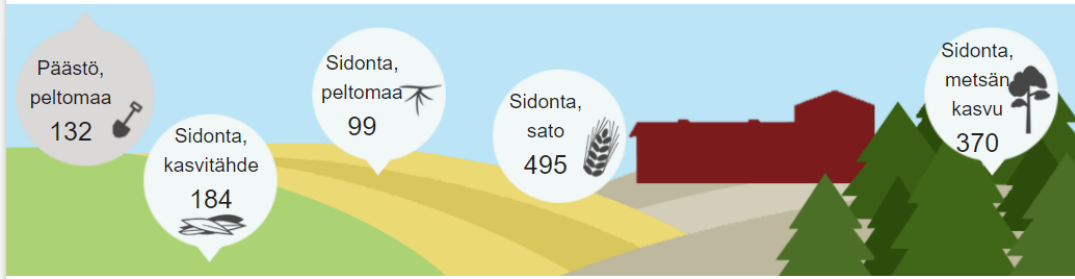 Päästö,
peltomaa
132
Sidonta,
kasvitähde
184
Sidonta,
peltomaa
99
Sidonta,
sato
495
Sidonta,
metsän
kasvu
370